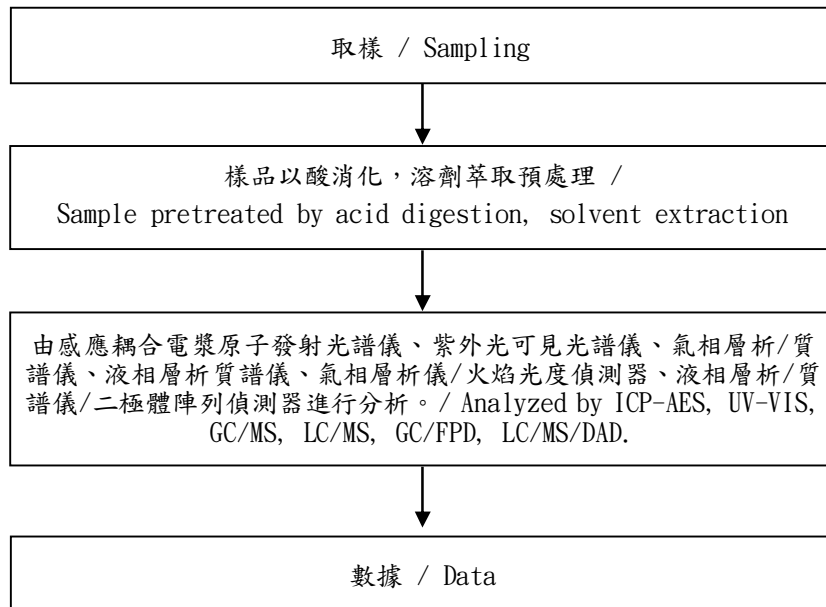 取樣 / Sampling
樣品以酸消化，溶劑萃取預處理 /
Sample pretreated by acid digestion, solvent extraction
由感應耦合電漿原子發射光譜儀、紫外光可見光譜儀、氣相層析/質
譜儀、液相層析質譜儀、氣相層析儀/火焰光度偵測器、液相層析/質
譜儀/二極體陣列偵測器進行分析。/ Analyzed by ICP-AES, UV-VIS,
GC/MS, LC/MS, GC/FPD, LC/MS/DAD.
數據 / Data